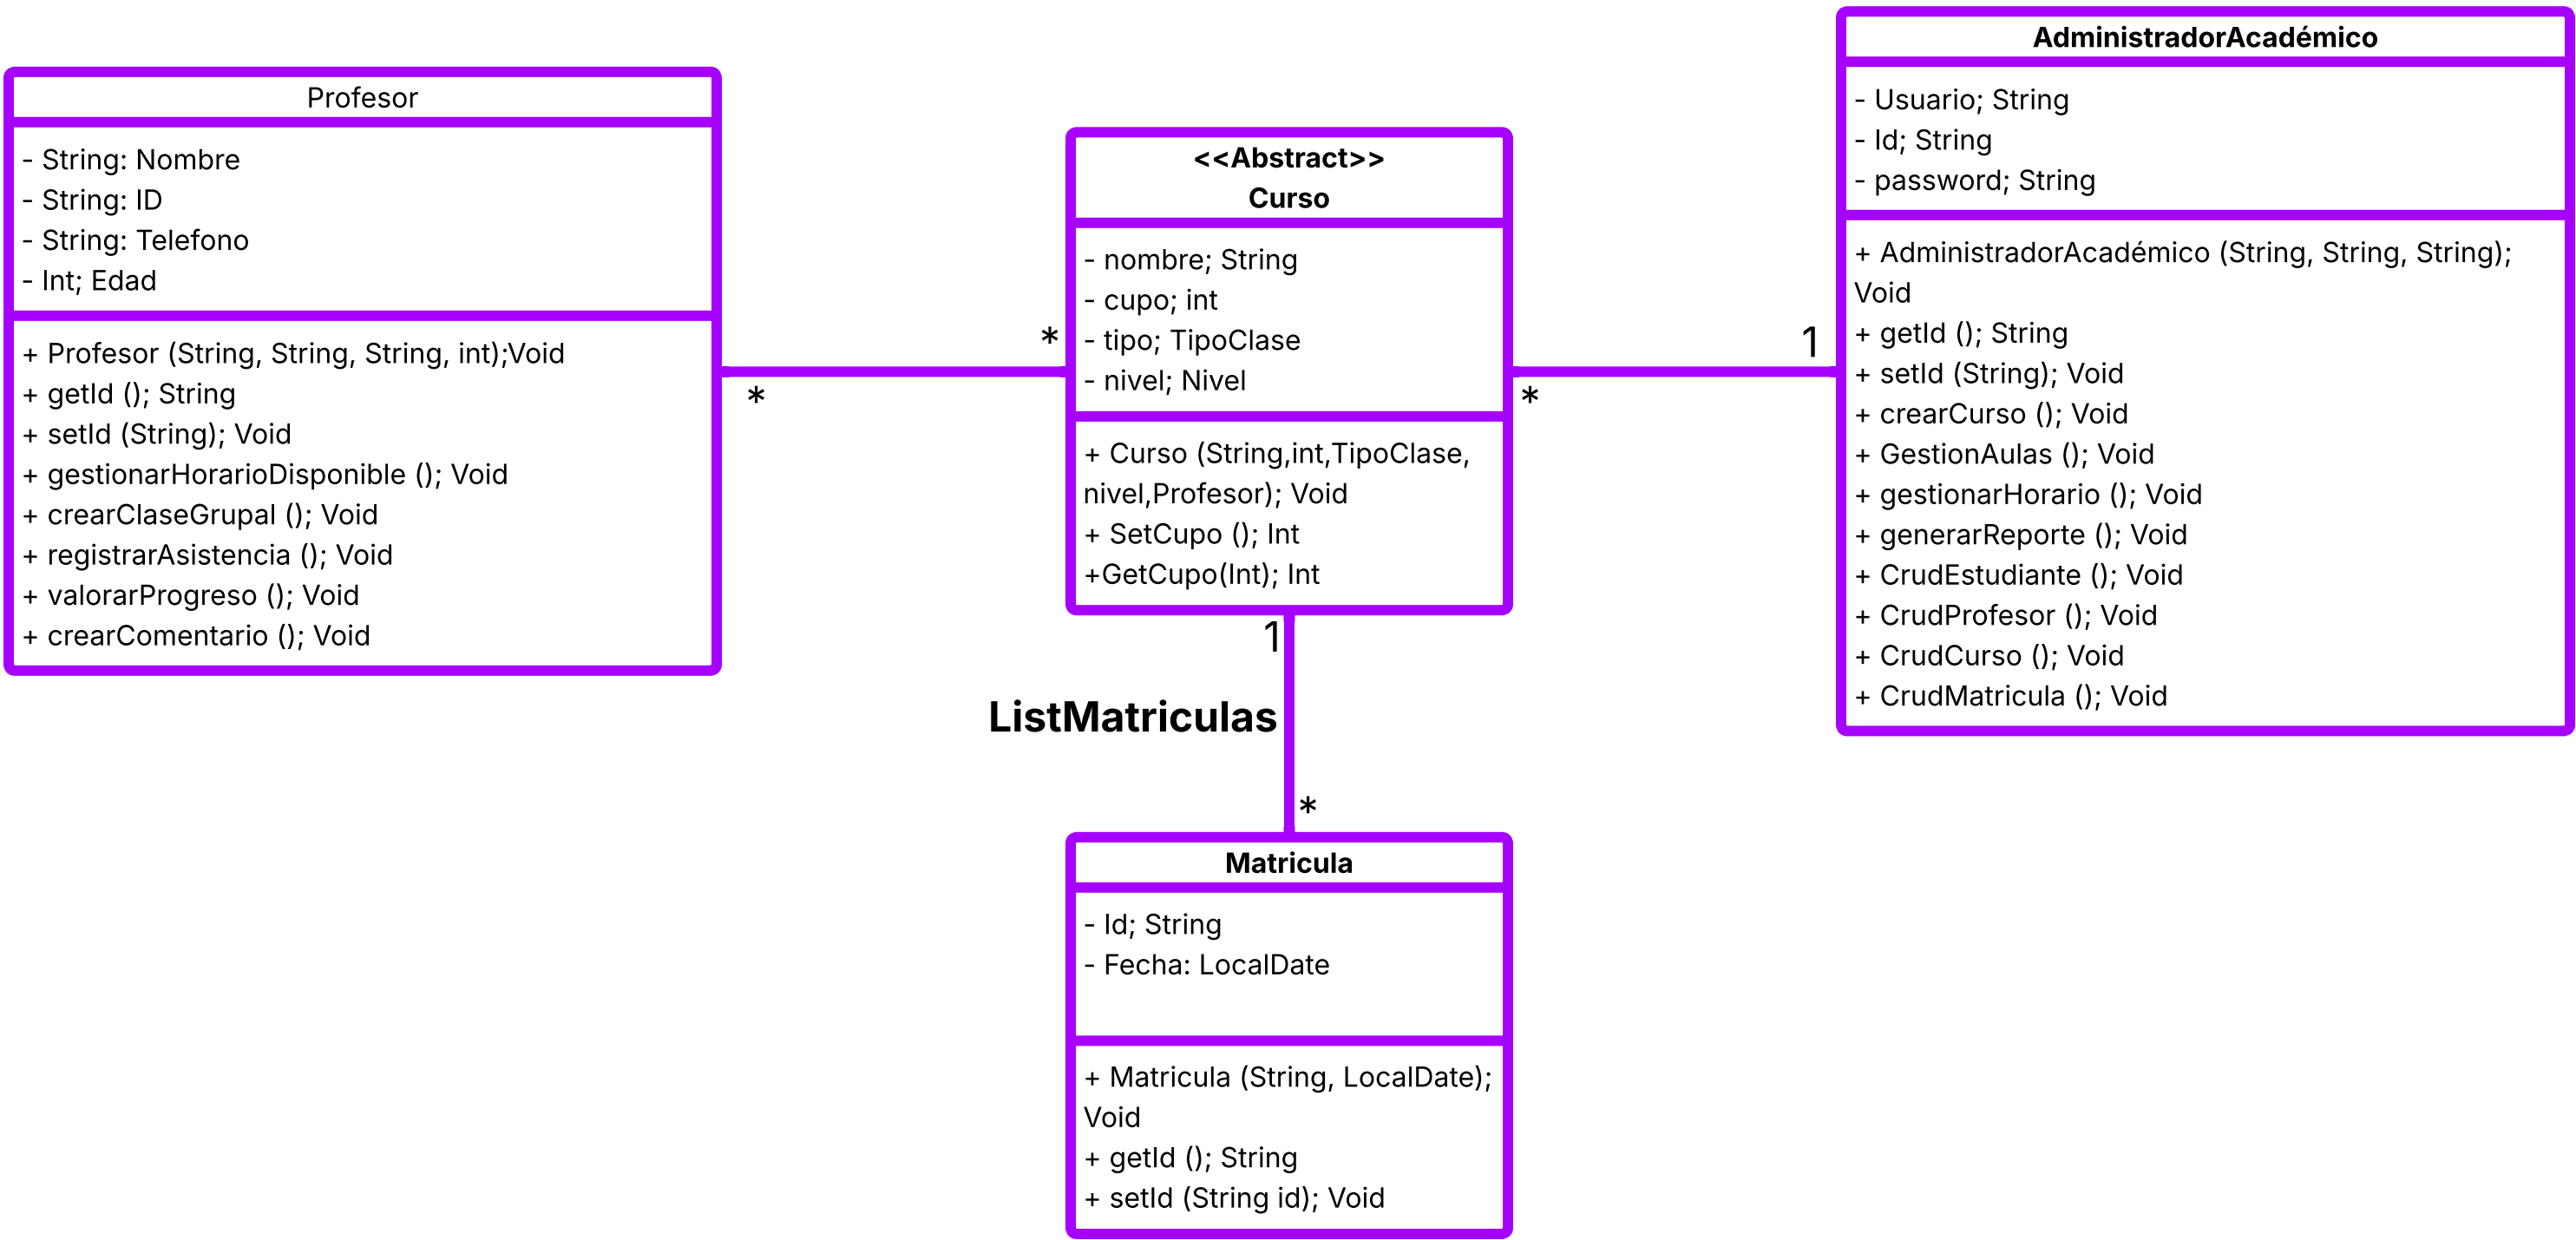 Profesor
- String: Nombre
- String: ID
- String: Telefono
- Int; Edad
+ Profesor (String, String, String, int);Void
+ getId (); String
+ setId (String); Void
+ gestionarHorarioDisponible (); Void
+ crearClaseGrupal (); Void
+ registrarAsistencia (); Void
+ valorarProgreso (); Void
+ crearComentario (); Void
*
*
<<Abstract>>
Curso
- nombre; String
- cupo; int
- tipo; TipoClase
- nivel; Nivel
+ Curso (String,int,TipoClase,
nivel,Profesor); Void
+ SetCupo (); Int
+GetCupo(Int); Int
1
*
AdministradorAcadémico
- Usuario; String
- Id; String
- password; String
+ AdministradorAcadémico (String, String, String);
Void
+ getId (); String
+ setId (String); Void
+ crearCurso (); Void
+ GestionAulas (); Void
+ gestionarHorario (); Void
+ generarReporte (); Void
+ CrudEstudiante (); Void
+ CrudProfesor (); Void
+ CrudCurso (); Void
+ CrudMatricula (); Void
1
ListMatriculas
*
Matricula
- Id; String
- Fecha: LocalDate
+ Matricula (String, LocalDate);
Void
+ getId (); String
+ setId (String id); Void